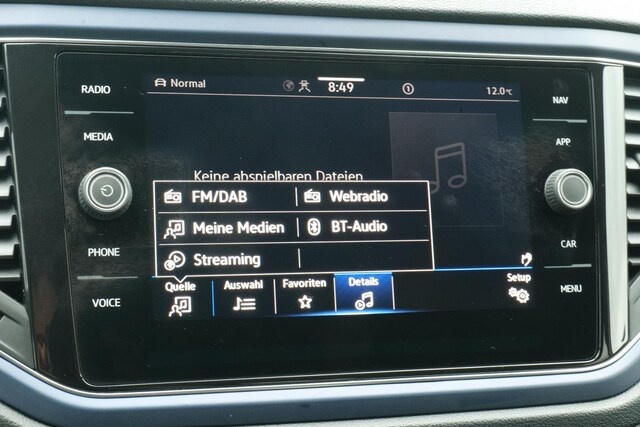 RADIO
MEDIA
PHONE
VOICE
Normal
8:49
12.0°C
Keine abspielbaren Dateien
FM/DAB
Webradio
Meine Medien
BT-Audio
Streaming
Quelle
Auswahl
Favoriten
Details
Setup
NAV
APP
CAR
MENU